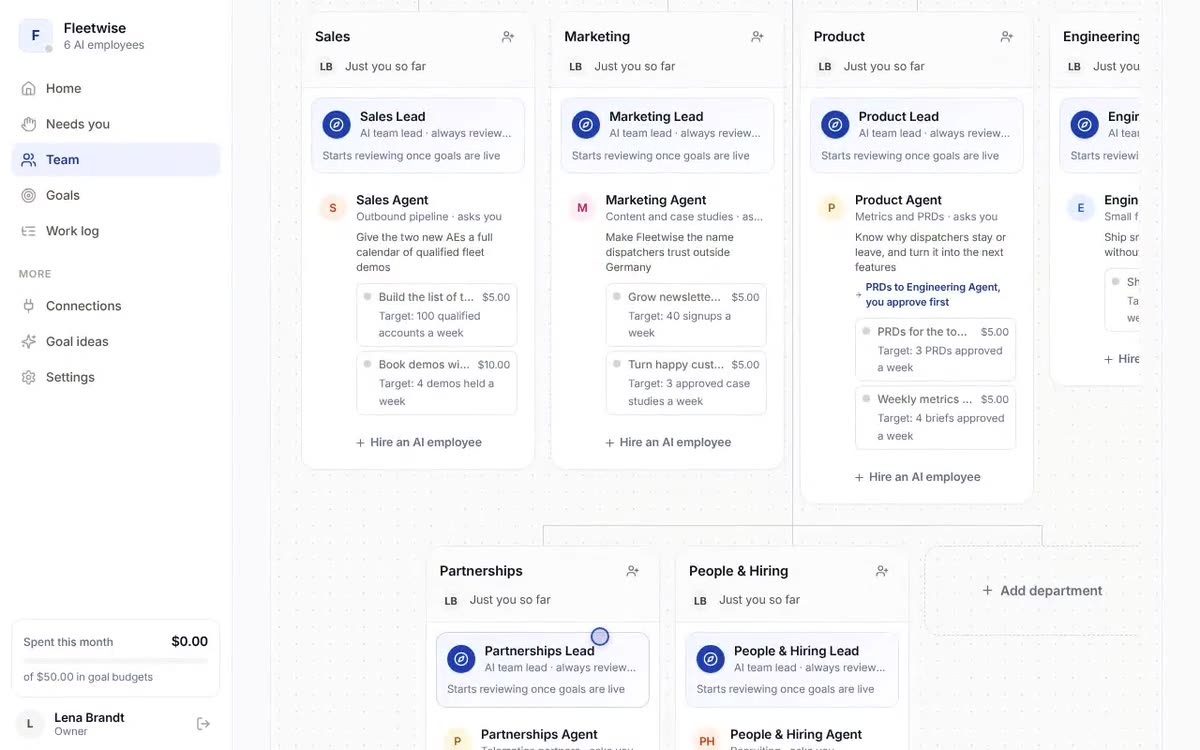 F
Fleetwise
6 AI employees
Home
Needs you
Team
Goals
Work log
MORE
Connections
Goal ideas
Settings
Spent this month $0.00
of $50.00 in goal budgets
L
Lena Brandt
Owner
Sales
LB Just you so far
Sales Lead
AI team lead · always review...
Starts reviewing once goals are live
S
Sales Agent
Outbound pipeline · asks you
Give the two new AEs a full
calendar of qualified fleet
demos
Build the list of t... $5.00
Target: 100 qualified
accounts a week
Book demos wi... $10.00
Target: 4 demos held a
week
+ Hire an AI employee
Marketing
LB Just you so far
Marketing Lead
AI team lead · always review...
Starts reviewing once goals are live
M
Marketing Agent
Content and case studies · as...
Make Fleetwise the name
dispatchers trust outside
Germany
Grow newslette... $5.00
Target: 40 signups a
week
Turn happy cust... $5.00
Target: 3 approved case
studies a week
+ Hire an AI employee
Product
LB Just you so far
Product Lead
AI team lead · always review...
Starts reviewing once goals are live
P
Product Agent
Metrics and PRDs · asks you
Know why dispatchers stay or
leave, and turn it into the next
features
→ PRDs to Engineering Agent,
you approve first
PRDs for the to... $5.00
Target: 3 PRDs approved
a week
Weekly metrics ... $5.00
Target: 4 briefs approved
a week
+ Hire an AI employee
Engineering
LB Just you
Engin
AI tear
Starts reviewi
E
Engin
Small f
Ship sr
withou
Sh
Ta
we
+ Hire
Partnerships
LB Just you so far
Partnerships Lead
AI team lead · always review...
Starts reviewing once goals are live
P
Partnerships Agent
Telematics partners · asks you
People & Hiring
LB Just you so far
People & Hiring Lead
AI team lead · always review...
Starts reviewing once goals are live
PH
People & Hiring Agent
Recruiting · asks you
+ Add department